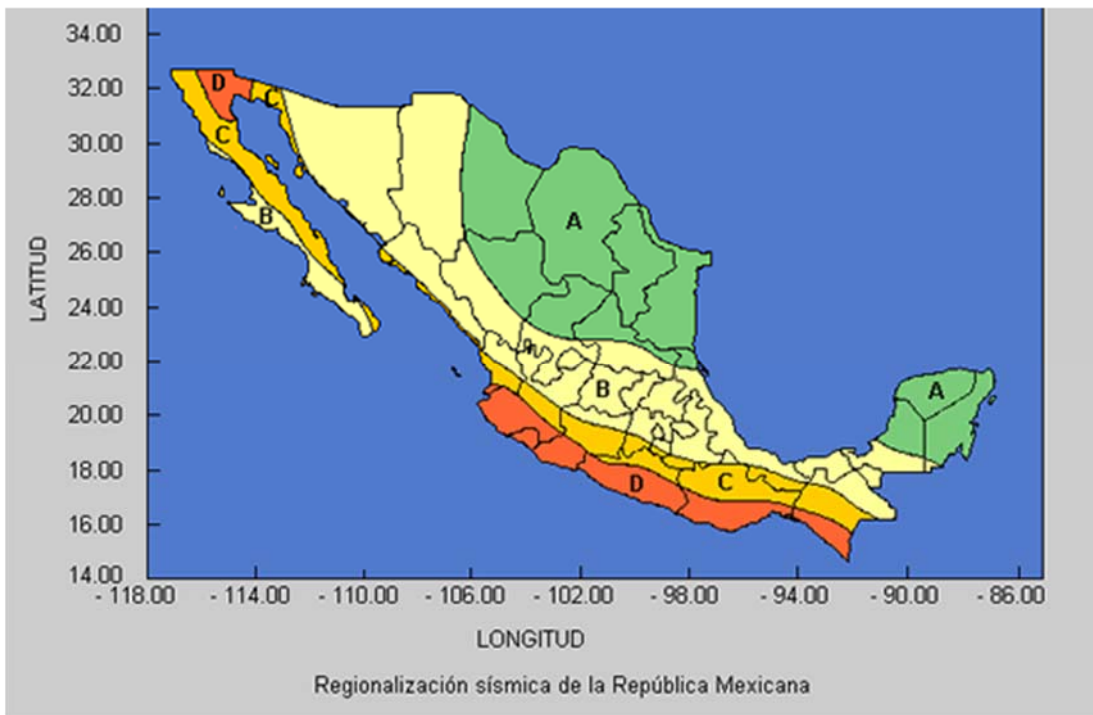 34.00
32.00
30.00
28.00
26.00
24.00
22.00
20.00
18.00
16.00
14.00
LATITUD
D
C
C
B
A
A
B
C
D
- 118.00 - 114.00 - 110.00 - 106.00 - 102.00 - 98.00 - 94.00 - 90.00 - 86.00
LONGITUD
Regionalización sísmica de la República Mexicana